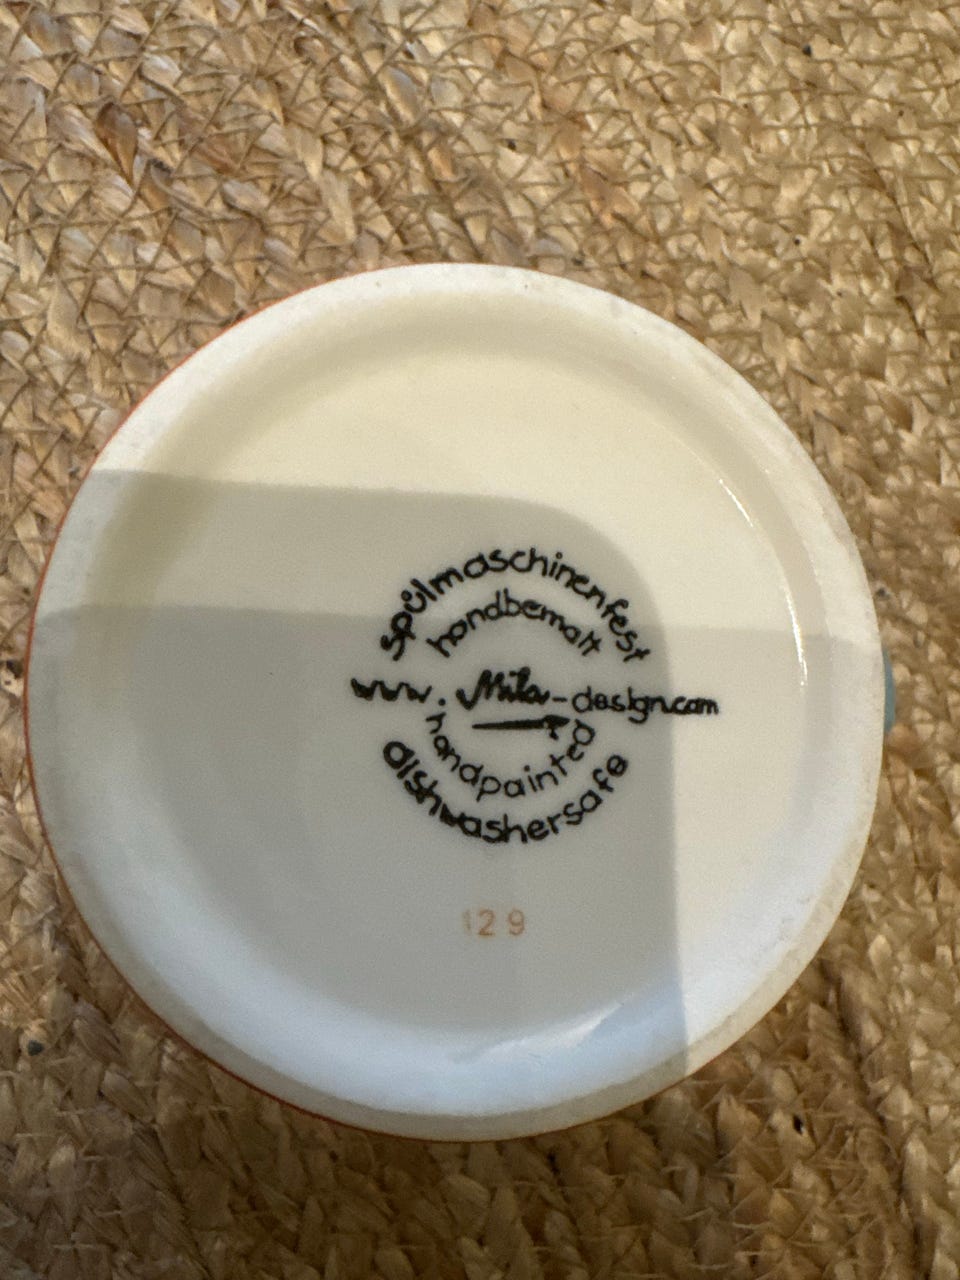 spülmaschinenfest
handbemalt
www.Mila-design.com
handpainted
dishwashersafe
129